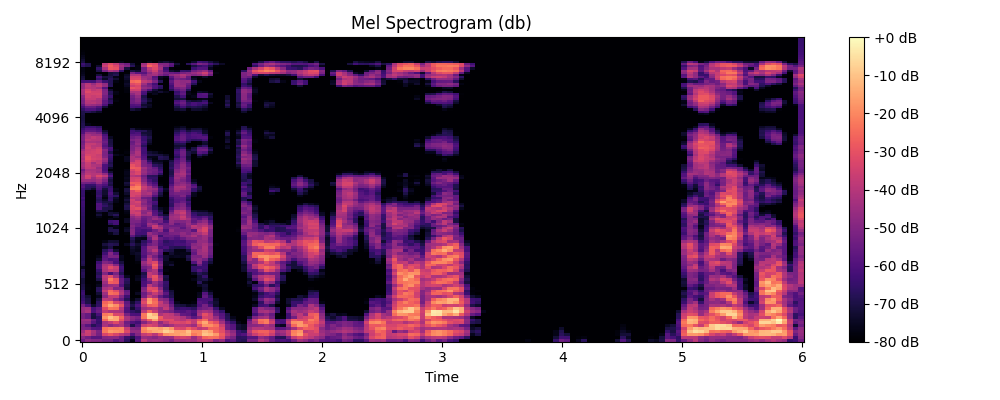 Mel Spectrogram (db)
8192
4096
2048
1024
512
0
Hz
0 1 2 3 4 5 6
Time
+0 dB
-10 dB
-20 dB
-30 dB
-40 dB
-50 dB
-60 dB
-70 dB
-80 dB